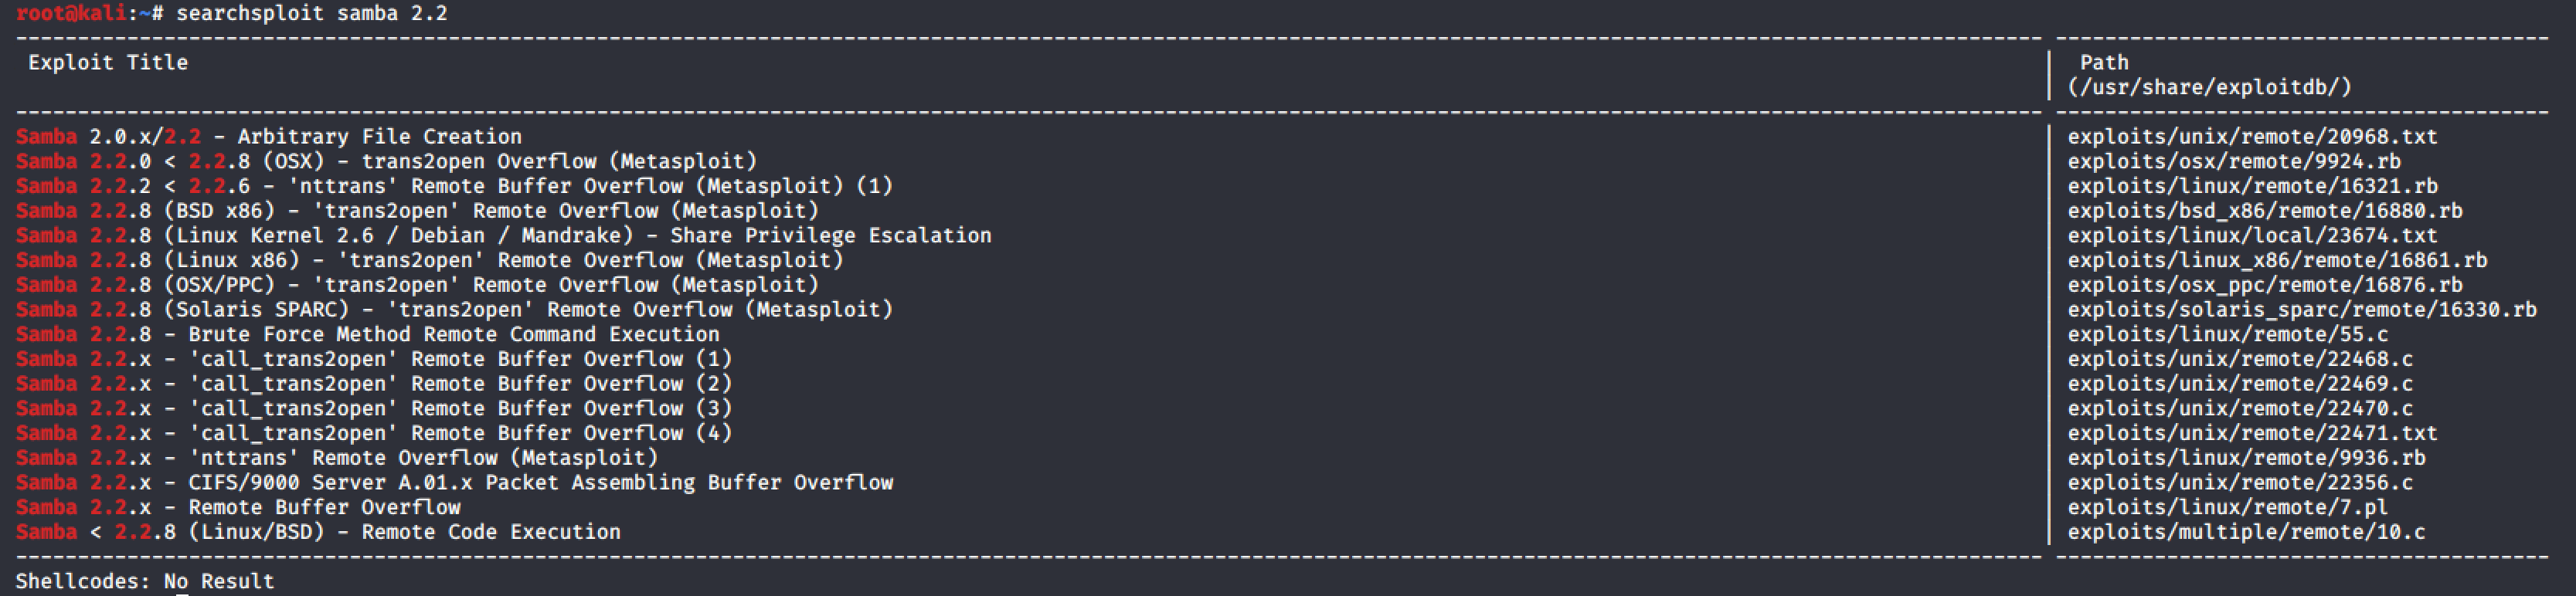 root@kali:~# searchsploit samba 2.2
---------------------------------------------------------------------------------------------------------------------------------------------------------------------- ----------------------------------------
 Exploit Title                                                                                                                                                        |  Path
                                                                                                                                                                      | (/usr/share/exploitdb/)
---------------------------------------------------------------------------------------------------------------------------------------------------------------------- ----------------------------------------
Samba 2.0.x/2.2 - Arbitrary File Creation | exploits/unix/remote/20968.txt
Samba 2.2.0 < 2.2.8 (OSX) - trans2open Overflow (Metasploit) | exploits/osx/remote/9924.rb
Samba 2.2.2 < 2.2.6 - 'nttrans' Remote Buffer Overflow (Metasploit) (1) | exploits/linux/remote/16321.rb
Samba 2.2.8 (BSD x86) - 'trans2open' Remote Overflow (Metasploit) | exploits/bsd_x86/remote/16880.rb
Samba 2.2.8 (Linux Kernel 2.6 / Debian / Mandrake) - Share Privilege Escalation | exploits/linux/local/23674.txt
Samba 2.2.8 (Linux x86) - 'trans2open' Remote Overflow (Metasploit) | exploits/linux_x86/remote/16861.rb
Samba 2.2.8 (OSX/PPC) - 'trans2open' Remote Overflow (Metasploit) | exploits/osx_ppc/remote/16876.rb
Samba 2.2.8 (Solaris SPARC) - 'trans2open' Remote Overflow (Metasploit) | exploits/solaris_sparc/remote/16330.rb
Samba 2.2.8 - Brute Force Method Remote Command Execution | exploits/linux/remote/55.c
Samba 2.2.x - 'call_trans2open' Remote Buffer Overflow (1) | exploits/unix/remote/22468.c
Samba 2.2.x - 'call_trans2open' Remote Buffer Overflow (2) | exploits/unix/remote/22469.c
Samba 2.2.x - 'call_trans2open' Remote Buffer Overflow (3) | exploits/unix/remote/22470.c
Samba 2.2.x - 'call_trans2open' Remote Buffer Overflow (4) | exploits/unix/remote/22471.txt
Samba 2.2.x - 'nttrans' Remote Overflow (Metasploit) | exploits/linux/remote/9936.rb
Samba 2.2.x - CIFS/9000 Server A.01.x Packet Assembling Buffer Overflow | exploits/unix/remote/22356.c
Samba 2.2.x - Remote Buffer Overflow | exploits/linux/remote/7.pl
Samba < 2.2.8 (Linux/BSD) - Remote Code Execution | exploits/multiple/remote/10.c
---------------------------------------------------------------------------------------------------------------------------------------------------------------------- ----------------------------------------
Shellcodes: No Result